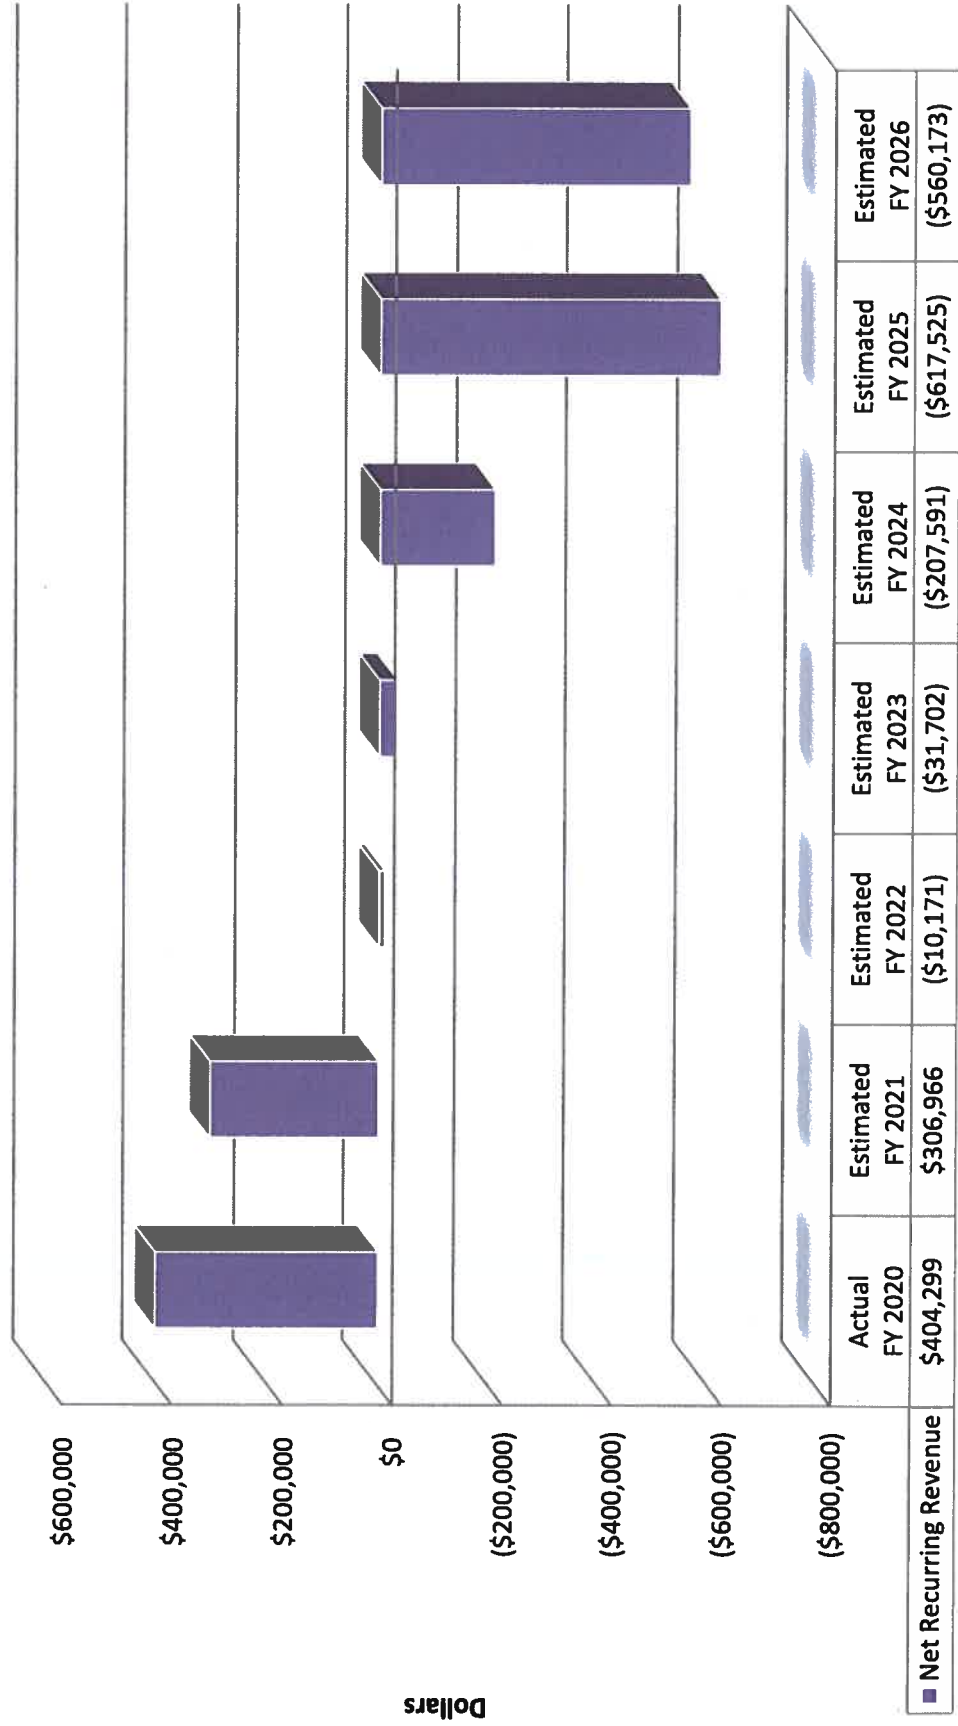 Dollars
$600,000
$400,000
$200,000
$0
($200,000)
($400,000)
($600,000)
($800,000)
Actual FY 2020
Estimated FY 2021
Estimated FY 2022
Estimated FY 2023
Estimated FY 2024
Estimated FY 2025
Estimated FY 2026
Net Recurring Revenue
$404,299
$306,966
($10,171)
($31,702)
($207,591)
($617,525)
($560,173)